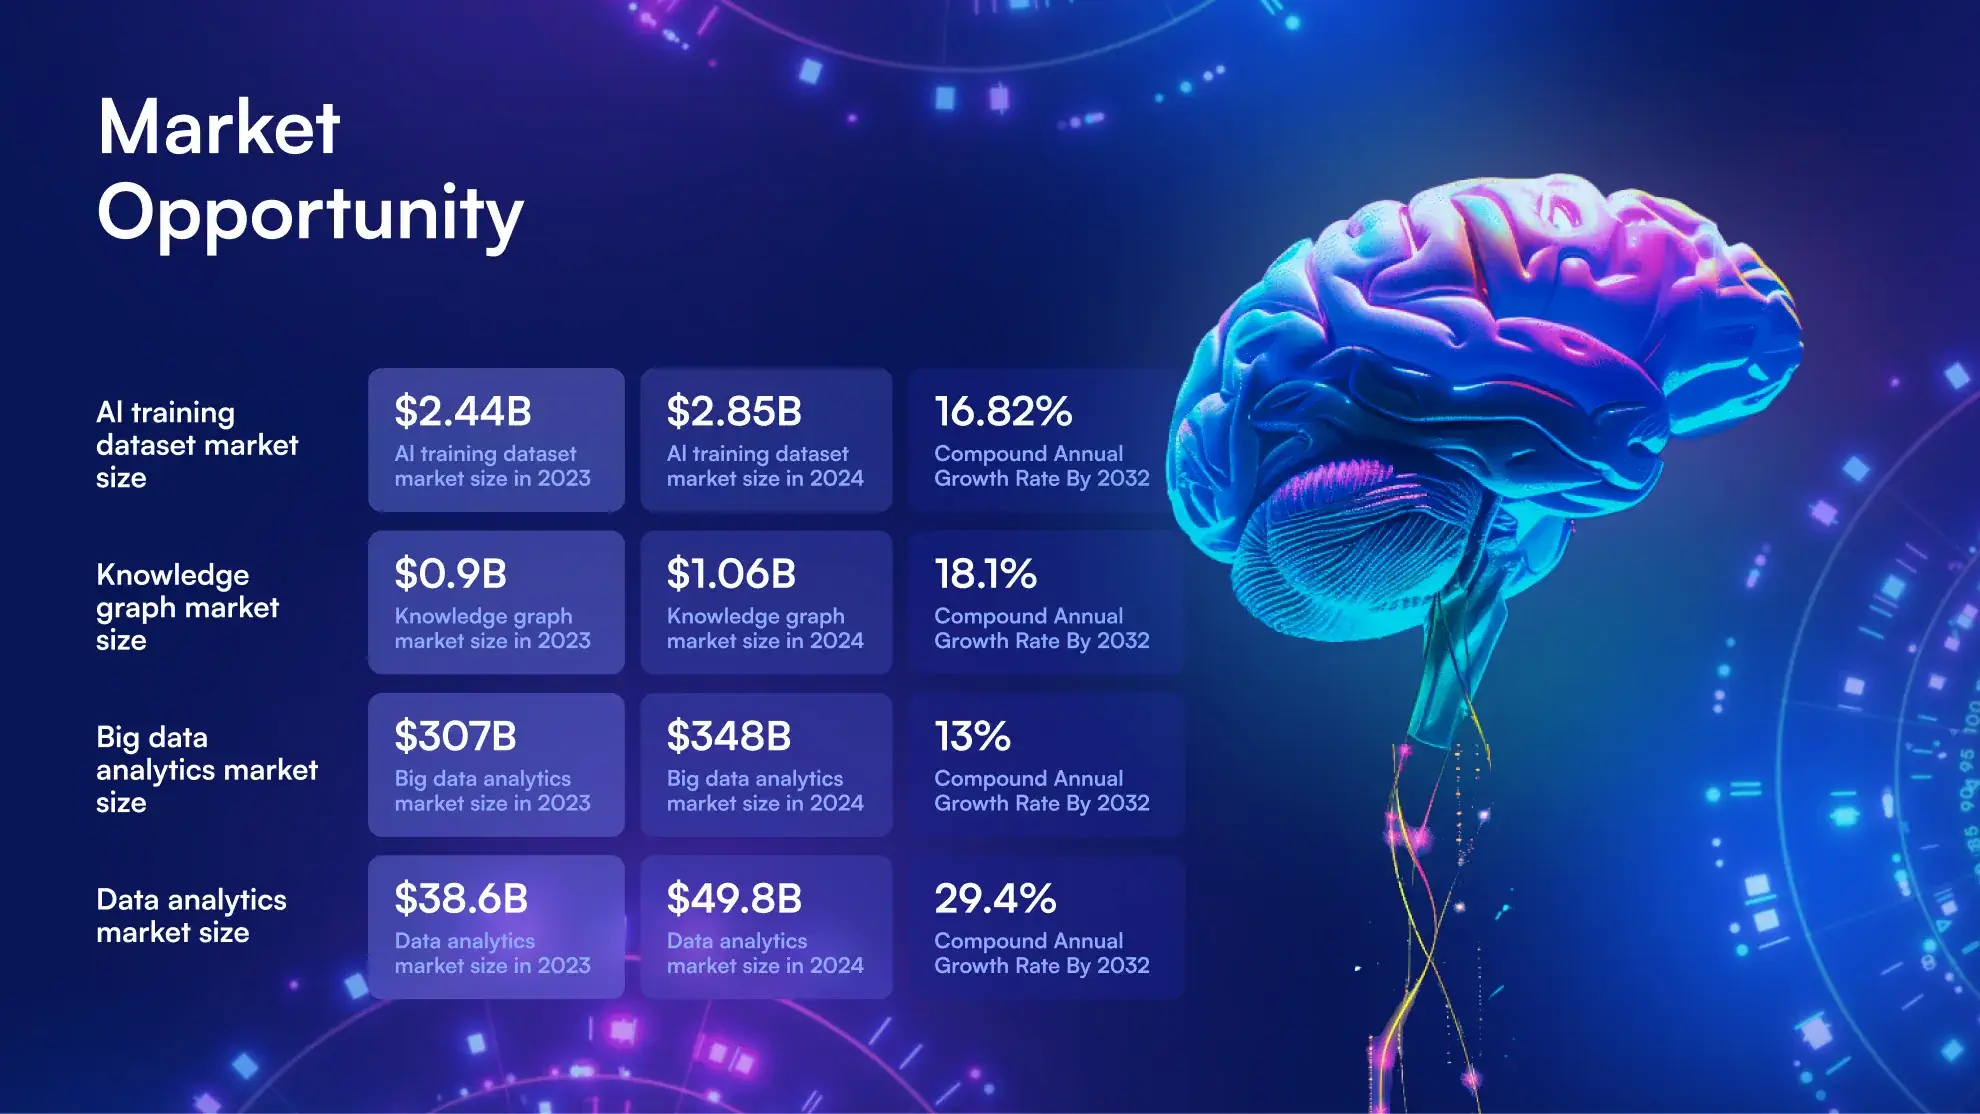 Market
Opportunity
AI training
dataset market
size
$2.44B
AI training dataset
market size in 2023
$2.85B
AI training dataset
market size in 2024
16.82%
Compound Annual
Growth Rate By 2032
Knowledge
graph market
size
$0.9B
Knowledge graph
market size in 2023
$1.06B
Knowledge graph
market size in 2024
18.1%
Compound Annual
Growth Rate By 2032
Big data
analytics market
size
$307B
Big data analytics
market size in 2023
$348B
Big data analytics
market size in 2024
13%
Compound Annual
Growth Rate By 2032
Data analytics
market size
$38.6B
Data analytics
market size in 2023
$49.8B
Data analytics
market size in 2024
29.4%
Compound Annual
Growth Rate By 2032
100
95
90
85